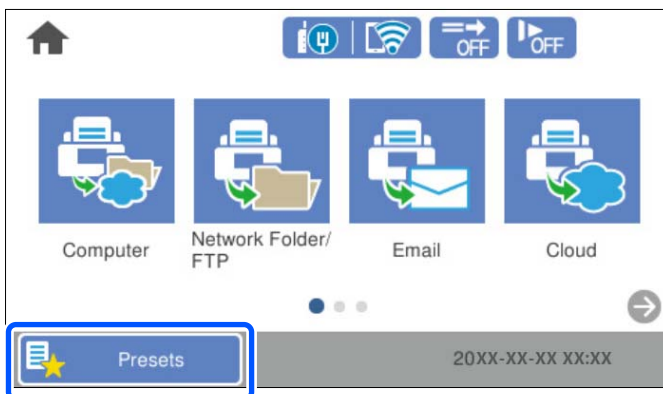 OFF
OFF
Computer
Network Folder/
FTP
Email
Cloud
Presets
20XX-XX-XX XX:XX